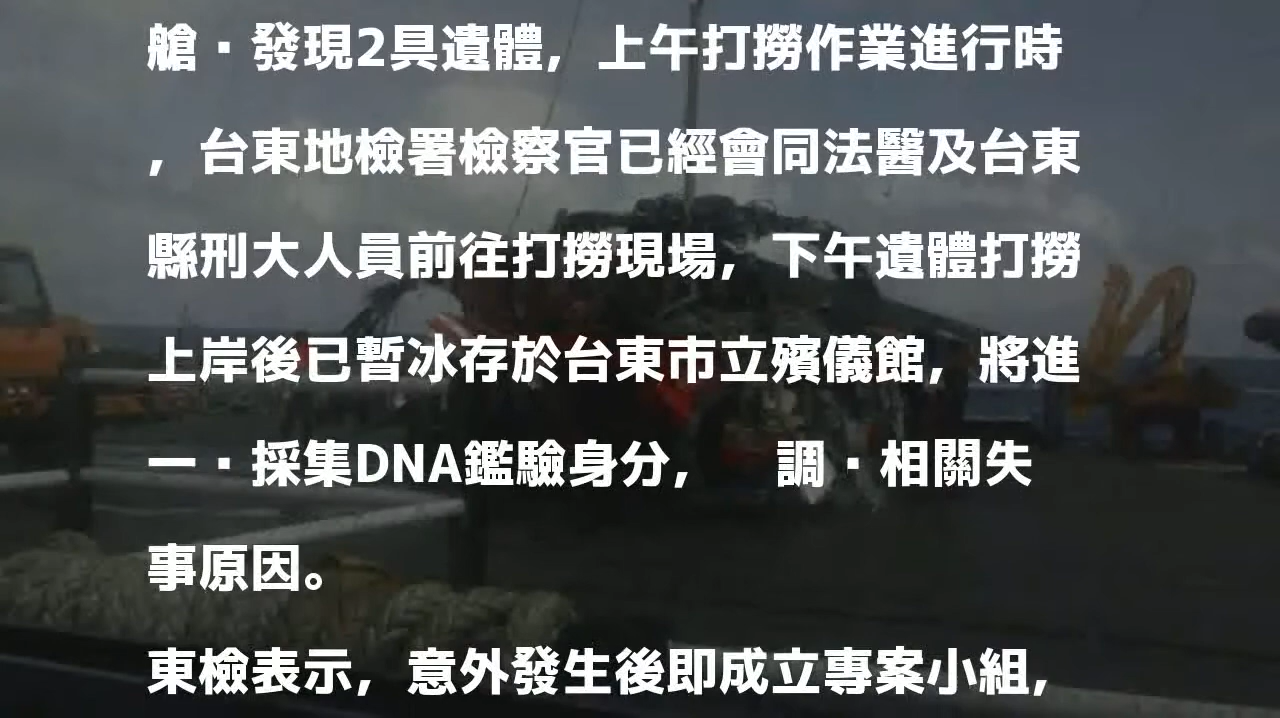 艙·發現2具遺體，上午打撈作業進行時
，台東地檢署檢察官已經會同法醫及台東
縣刑大人員前往打撈現場，下午遺體打撈
上岸後已暫冰存於台東市立殯儀館，將進
一·採集DNA鑑驗身分，　調·相關失
事原因。
東檢表示，意外發生後即成立專案小組，